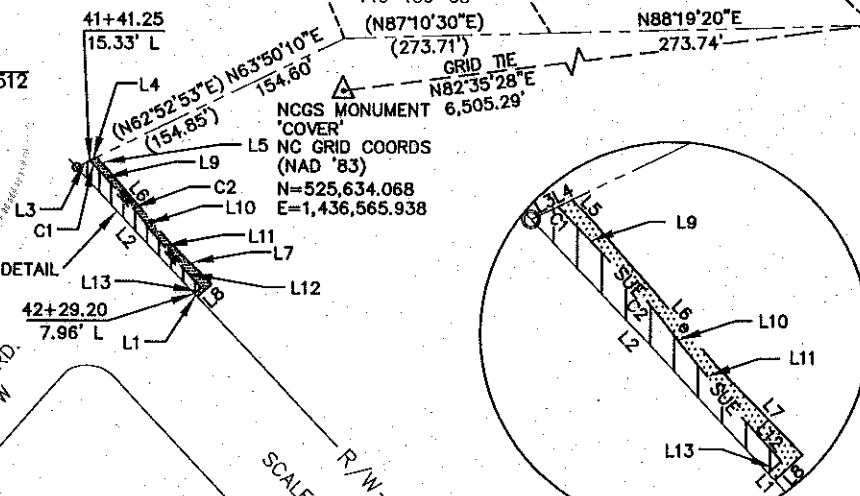 41+41.25
15.33' L
(N87°10'30"E)
(273.71')
N88°19'20"E
273.74'
(N62°52'53"E) N63°50'10"E
(154.85')
154.60'
GRID TIE
N82°35'28"E
6,505.29'
NCGS MONUMENT
'COVER'
NC GRID COORDS
(NAD '83)
N=525,634.068
E=1,436,565.938
512
L4
L5
L9
L6
C2
L10
L3
C1
L2
L11
L7
DETAIL
L13
L12
L8
42+29.20
7.96' L
L1
RD.
W
SCALE
R/W
L3
L4
L5
C1
L9
SUE
L6
C2
L10
L2
L11
SUE
L7
L12
L13
L8
L1